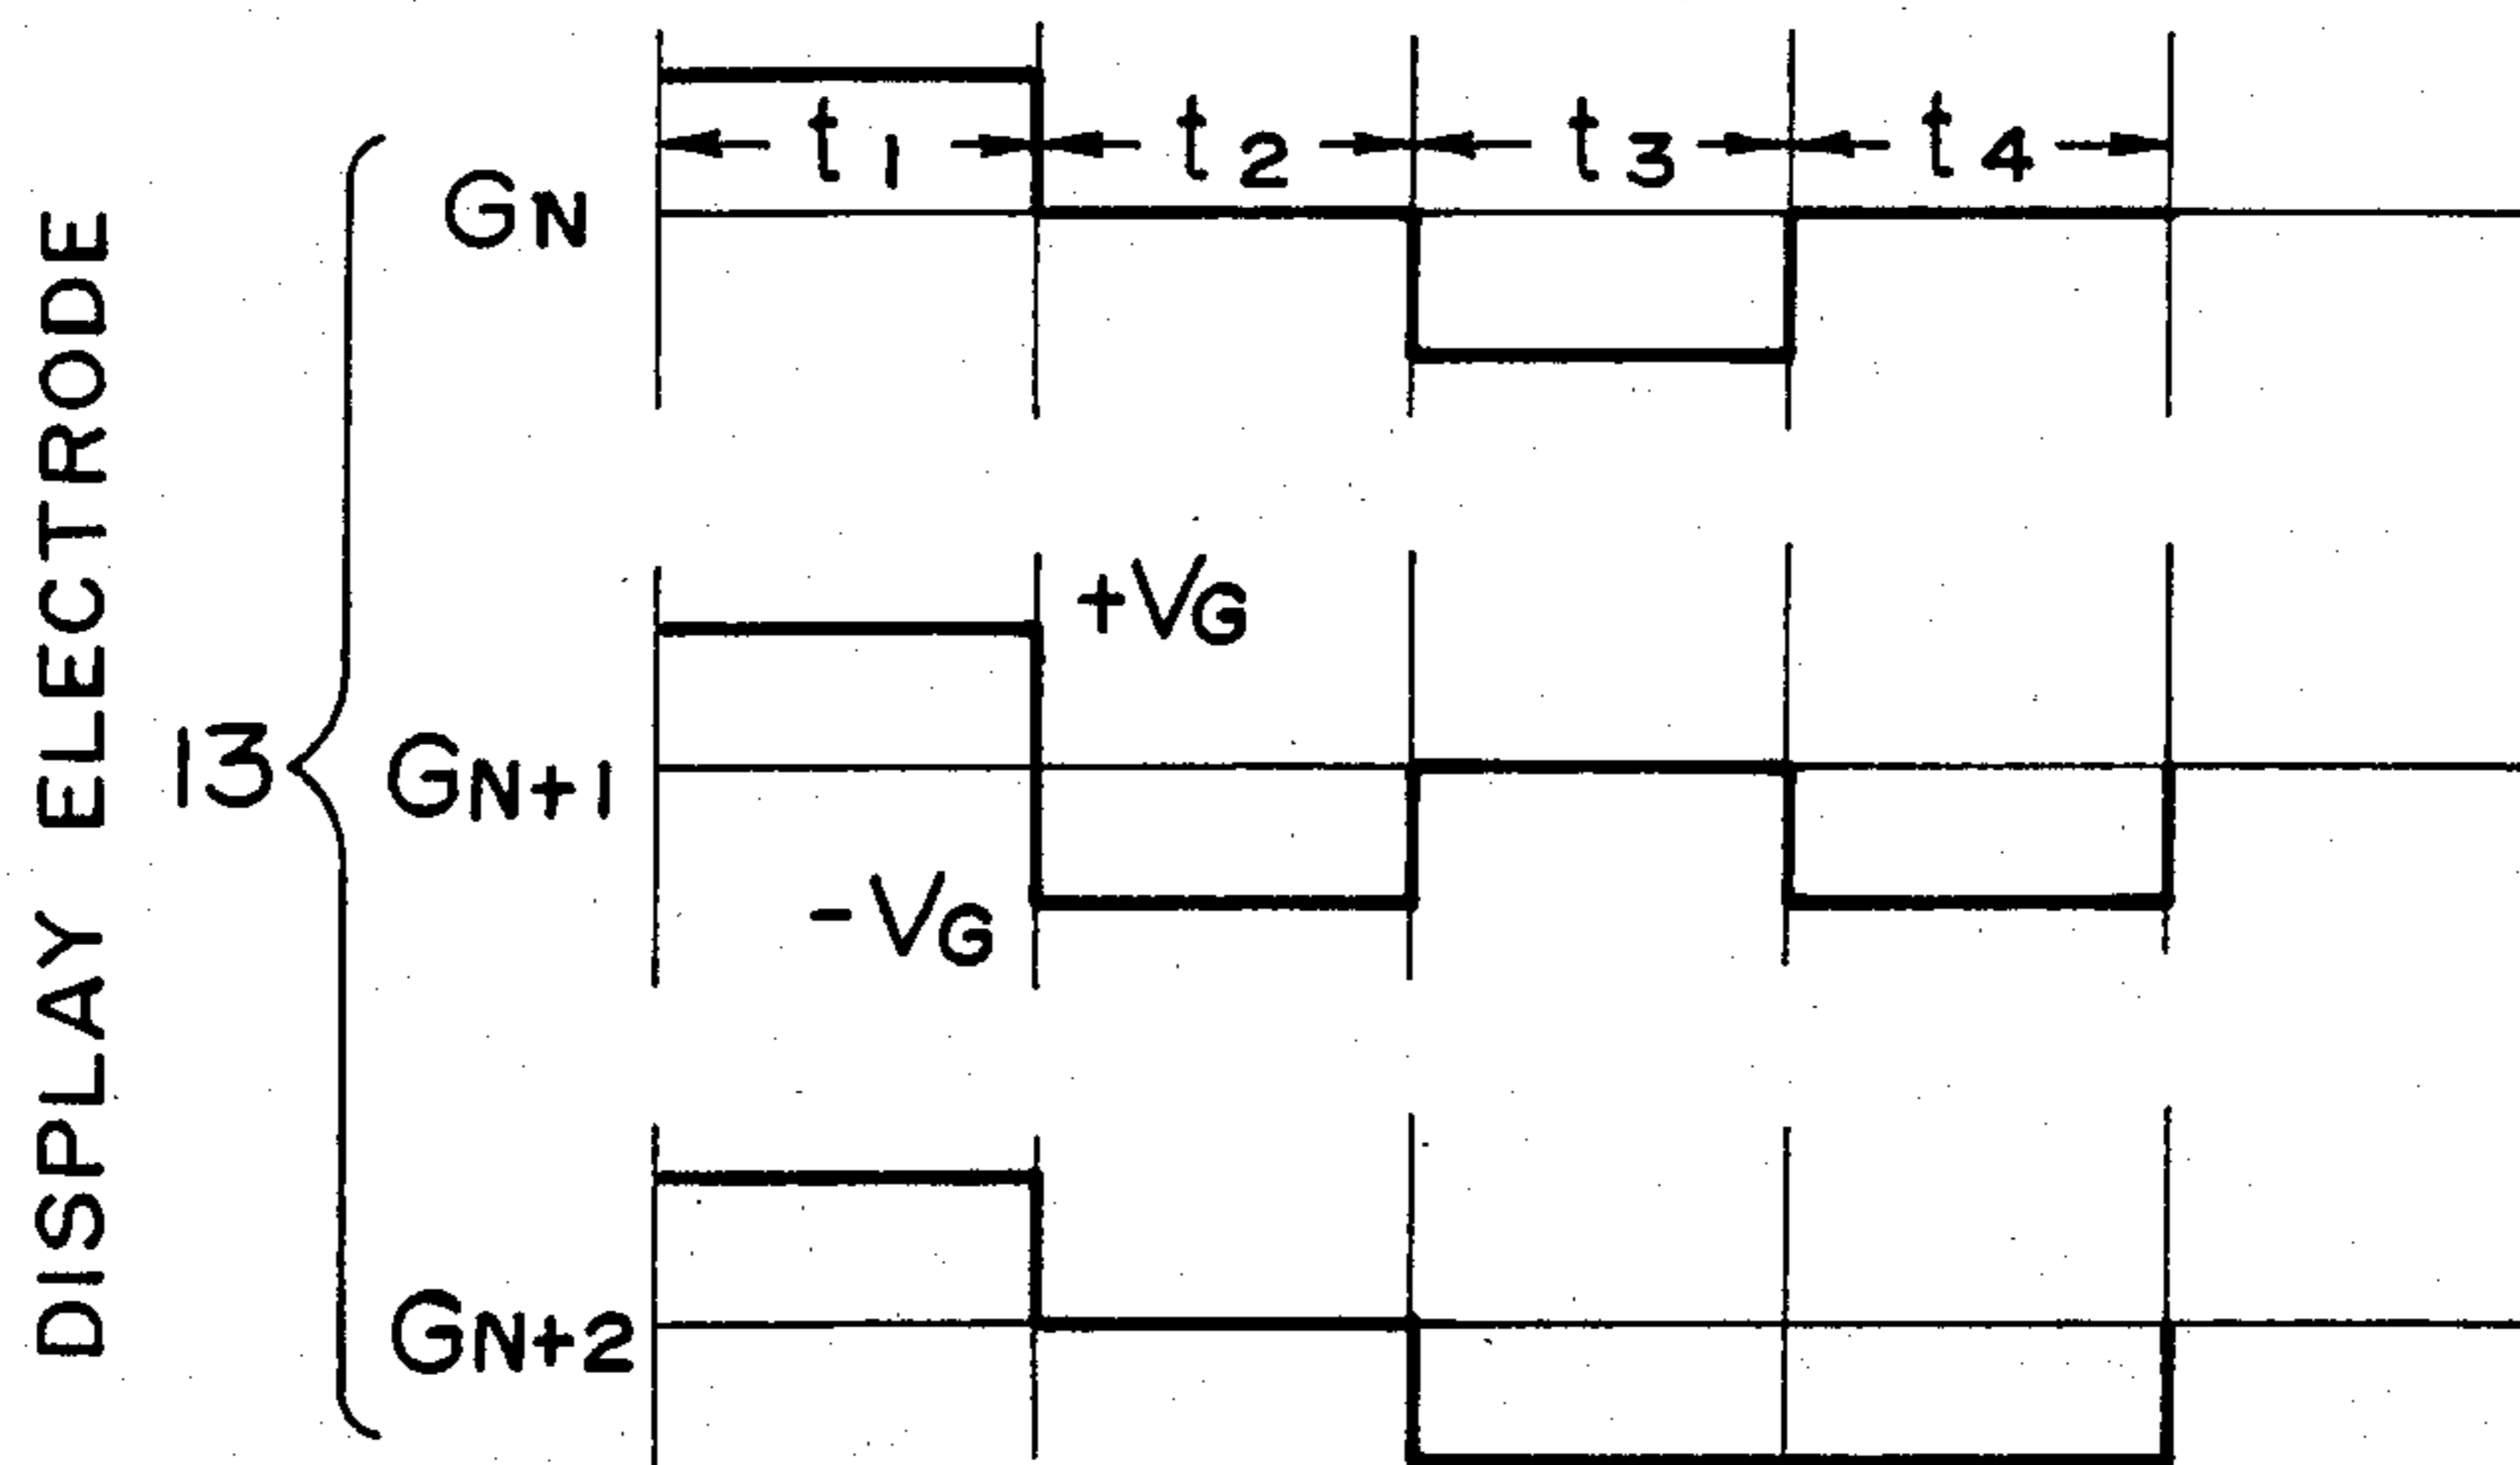 DISPLAY ELECTRODE
13
GN
t1 t2 t3 t4
GN+1
+VG
-VG
GN+2